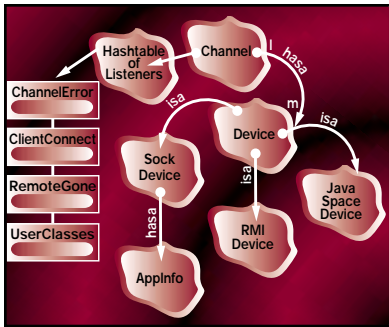 Hashtable
of
Listeners
Channel
l
hasa
m
ChannelError
ClientConnect
RemoteGone
UserClasses
isa
Device
isa
Sock
Device
isa
Java
Space
Device
hasa
RMI
Device
AppInfo